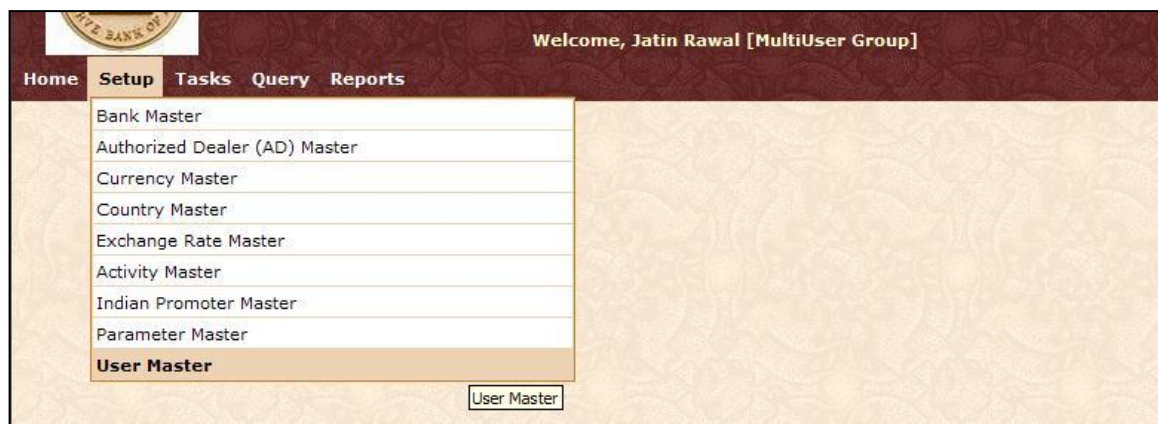 BANK OF
Welcome, Jatin Rawal [MultiUser Group]
Home Setup Tasks Query Reports
Bank Master
Authorized Dealer (AD) Master
Currency Master
Country Master
Exchange Rate Master
Activity Master
Indian Promoter Master
Parameter Master
User Master
User Master